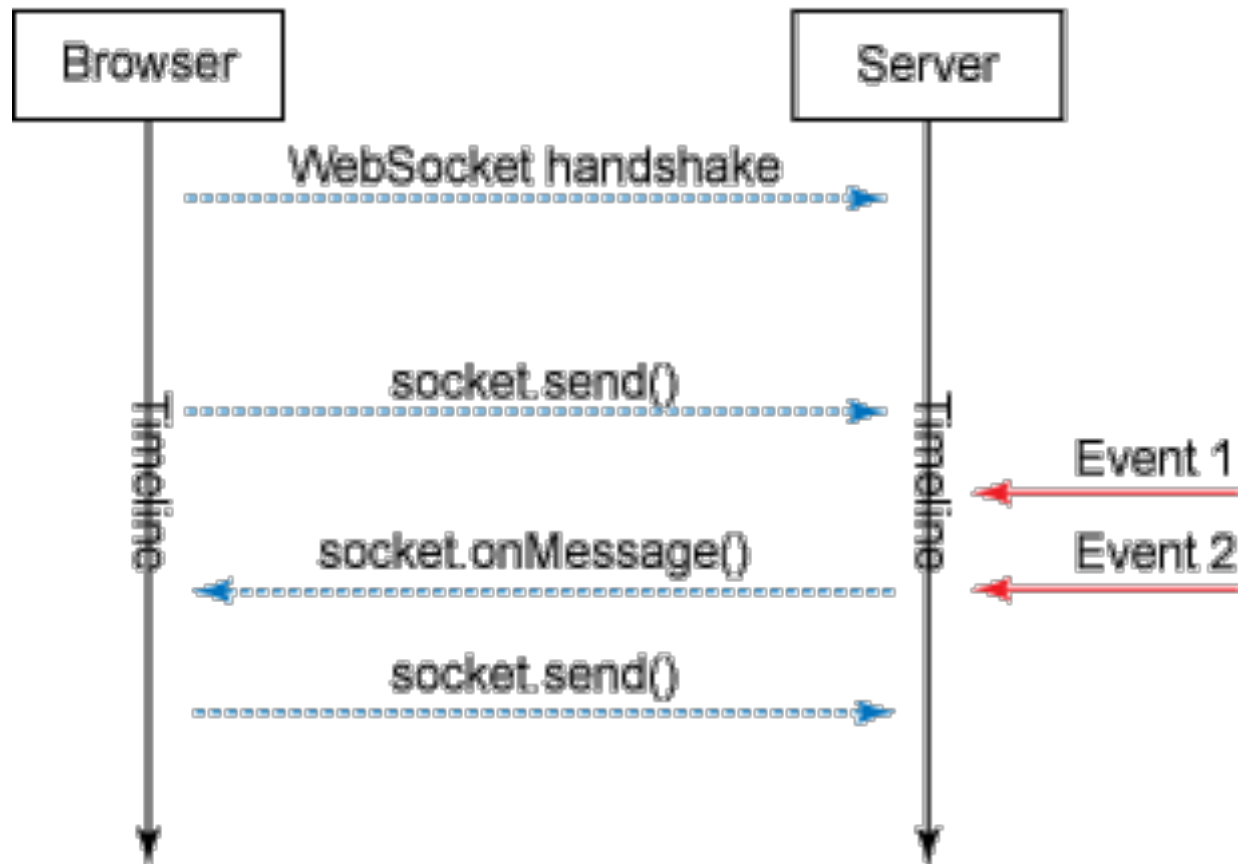 Browser
Server
WebSocket handshake
socket.send()
Timeline
Timeline
Event 1
socket.onMessage()
Event 2
socket.send()